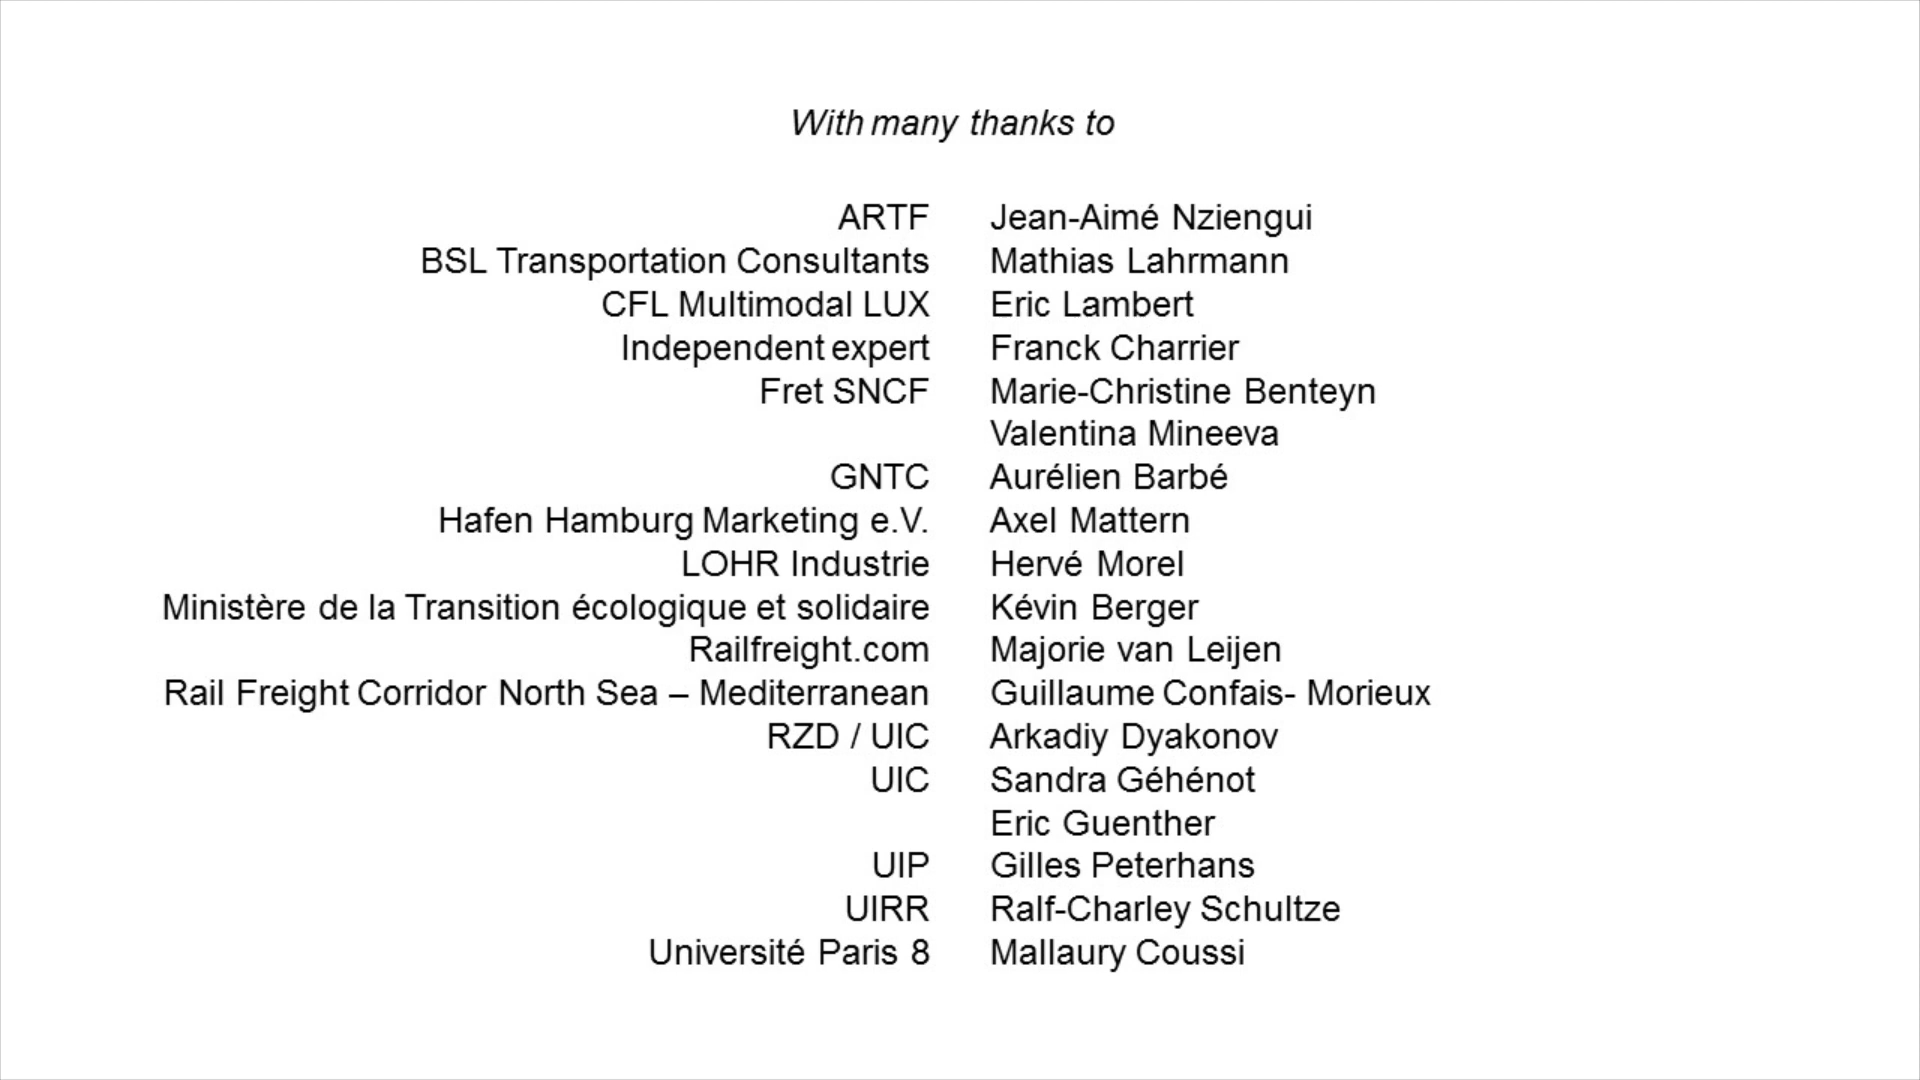 With many thanks to
ARTF Jean-Aimé Nziengui
BSL Transportation Consultants Mathias Lahrmann
CFL Multimodal LUX Eric Lambert
Independent expert Franck Charrier
Fret SNCF Marie-Christine Benteyn
Valentina Mineeva
GNTC Aurélien Barbé
Hafen Hamburg Marketing e.V. Axel Mattern
LOHR Industrie Hervé Morel
Ministère de la Transition écologique et solidaire Kévin Berger
Railfreight.com Majorie van Leijen
Rail Freight Corridor North Sea – Mediterranean Guillaume Confais- Morieux
RZD / UIC Arkadiy Dyakonov
UIC Sandra Géhénot
Eric Guenther
UIP Gilles Peterhans
UIRR Ralf-Charley Schultze
Université Paris 8 Mallaury Coussi